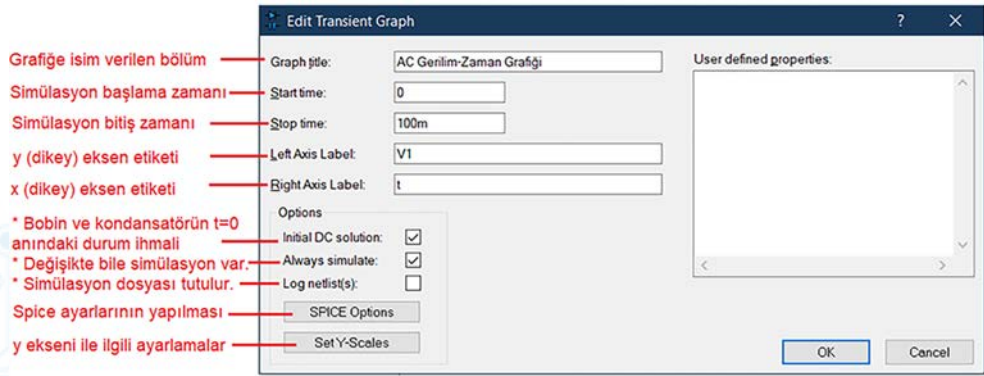 Edit Transient Graph ? ×
Grafiğe isim verilen bölüm Graph title: AC Gerilim-Zaman Grafiği User defined properties:
Simülasyon başlama zamanı Start time: 0
Simülasyon bitiş zamanı Stop time: 100m
y (dikey) eksen etiketi Left Axis Label: V1
x (dikey) eksen etiketi Right Axis Label: t
Options
* Bobin ve kondansatörün t=0
anındaki durum ihmali Initial DC solution:
* Değişikte bile simülasyon var. Always simulate:
* Simülasyon dosyası tutulur. Log netlist(s):
Spice ayarlarının yapılması SPICE Options
y ekseni ile ilgili ayarlamalar Set Y-Scales OK Cancel